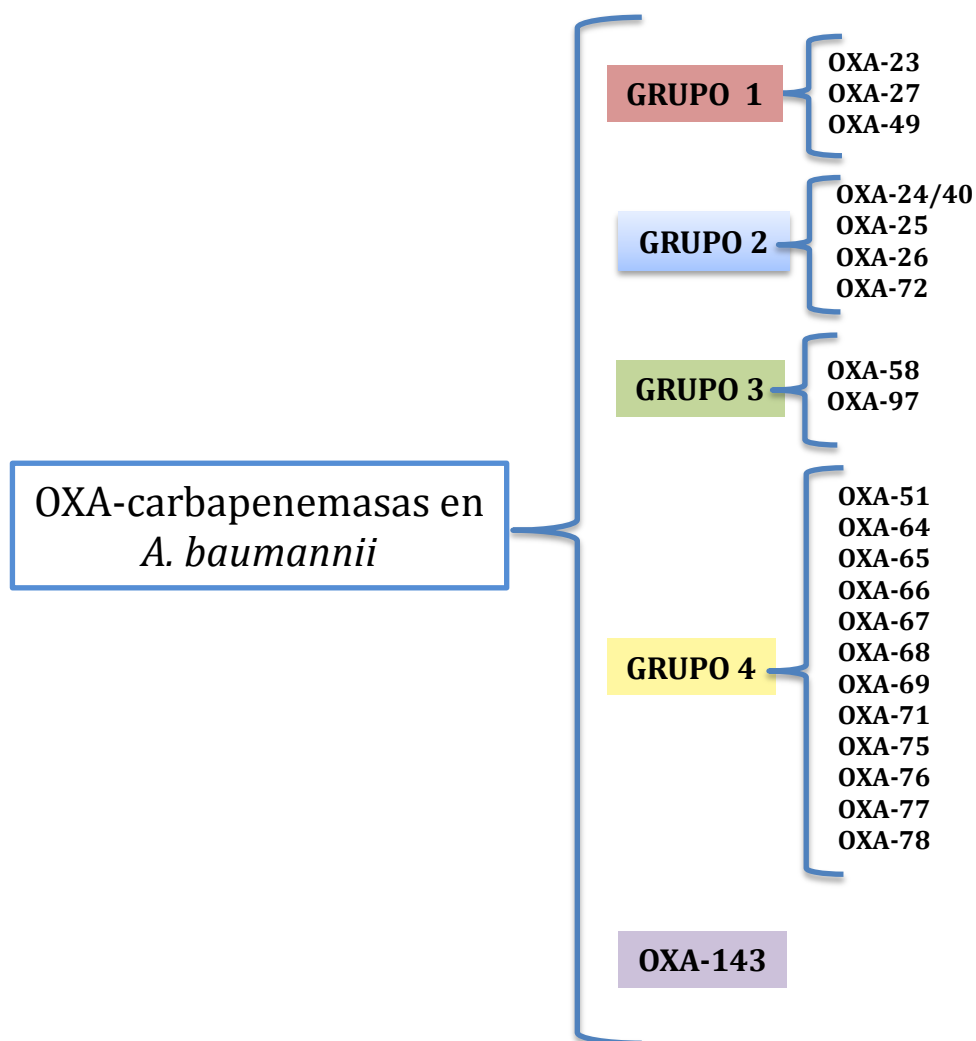 OXA-carbapenemasas en
A. baumannii
GRUPO 1
OXA-23
OXA-27
OXA-49
GRUPO 2
OXA-24/40
OXA-25
OXA-26
OXA-72
GRUPO 3
OXA-58
OXA-97
GRUPO 4
OXA-51
OXA-64
OXA-65
OXA-66
OXA-67
OXA-68
OXA-69
OXA-71
OXA-75
OXA-76
OXA-77
OXA-78
OXA-143